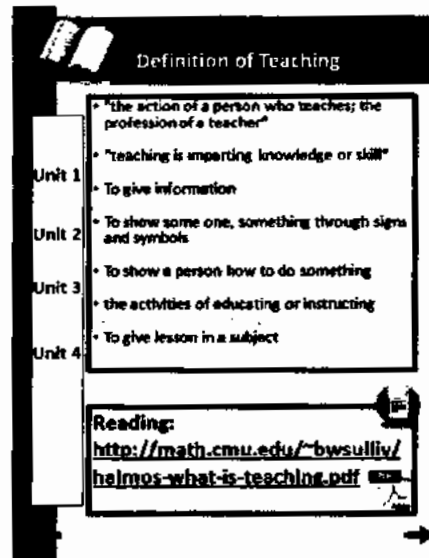 Definition of Teaching
• "the action of a person who teaches; the
profession of a teacher"
• "teaching is imparting knowledge or skill"
• To give information
• To show some one, something through signs
and symbols
• To show a person how to do something
• the activities of educating or instructing
• To give lesson in a subject
Unit 1
Unit 2
Unit 3
Unit 4
Reading:
http://math.cmu.edu/~bwsulliv/
halmos-what-is-teaching.pdf